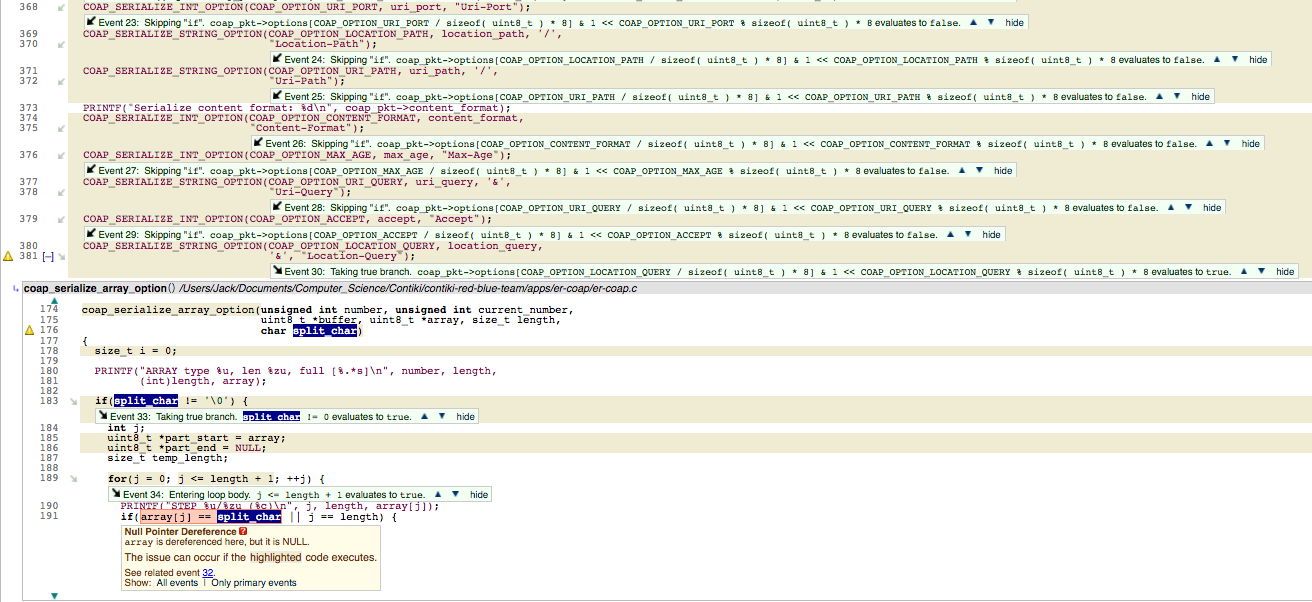 368 COAP_SERIALIZE_INT_OPTION(COAP_OPTION_URI_PORT, uri_port, "Uri-Port");
Event 23: Skipping "if". coap_pkt->options[COAP_OPTION_URI_PORT / sizeof( uint8_t ) * 8] & 1 << COAP_OPTION_URI_PORT % sizeof( uint8_t ) * 8 evaluates to false. ▲ ▼ hide
369 COAP_SERIALIZE_STRING_OPTION(COAP_OPTION_LOCATION_PATH, location_path, '/',
370 "Location-Path");
Event 24: Skipping "if". coap_pkt->options[COAP_OPTION_LOCATION_PATH / sizeof( uint8_t ) * 8] & 1 << COAP_OPTION_LOCATION_PATH % sizeof( uint8_t ) * 8 evaluates to false. ▲ ▼ hide
371 COAP_SERIALIZE_STRING_OPTION(COAP_OPTION_URI_PATH, uri_path, '/',
372 "Uri-Path");
Event 25: Skipping "if". coap_pkt->options[COAP_OPTION_URI_PATH / sizeof( uint8_t ) * 8] & 1 << COAP_OPTION_URI_PATH % sizeof( uint8_t ) * 8 evaluates to false. ▲ ▼ hide
373 PRINTF("Serialize content format: %d\n", coap_pkt->content_format);
374 COAP_SERIALIZE_INT_OPTION(COAP_OPTION_CONTENT_FORMAT, content_format,
375 "Content-Format");
Event 26: Skipping "if". coap_pkt->options[COAP_OPTION_CONTENT_FORMAT / sizeof( uint8_t ) * 8] & 1 << COAP_OPTION_CONTENT_FORMAT % sizeof( uint8_t ) * 8 evaluates to false. ▲ ▼ hide
376 COAP_SERIALIZE_INT_OPTION(COAP_OPTION_MAX_AGE, max_age, "Max-Age");
Event 27: Skipping "if". coap_pkt->options[COAP_OPTION_MAX_AGE / sizeof( uint8_t ) * 8] & 1 << COAP_OPTION_MAX_AGE % sizeof( uint8_t ) * 8 evaluates to false. ▲ ▼ hide
377 COAP_SERIALIZE_STRING_OPTION(COAP_OPTION_URI_QUERY, uri_query, '&',
378 "Uri-Query");
Event 28: Skipping "if". coap_pkt->options[COAP_OPTION_URI_QUERY / sizeof( uint8_t ) * 8] & 1 << COAP_OPTION_URI_QUERY % sizeof( uint8_t ) * 8 evaluates to false. ▲ ▼ hide
379 COAP_SERIALIZE_INT_OPTION(COAP_OPTION_ACCEPT, accept, "Accept");
Event 29: Skipping "if". coap_pkt->options[COAP_OPTION_ACCEPT / sizeof( uint8_t ) * 8] & 1 << COAP_OPTION_ACCEPT % sizeof( uint8_t ) * 8 evaluates to false. ▲ ▼ hide
380 COAP_SERIALIZE_STRING_OPTION(COAP_OPTION_LOCATION_QUERY, location_query,
381 [--] '&', "Location-Query");
Event 30: Taking true branch. coap_pkt->options[COAP_OPTION_LOCATION_QUERY / sizeof( uint8_t ) * 8] & 1 << COAP_OPTION_LOCATION_QUERY % sizeof( uint8_t ) * 8 evaluates to true. ▲ ▼ hide
coap_serialize_array_option() /Users/Jack/Documents/Computer_Science/Contiki/contiki-red-blue-team/apps/er-coap/er-coap.c
174 coap_serialize_array_option(unsigned int number, unsigned int current_number,
175 uint8_t *buffer, uint8_t *array, size_t length,
176 char split_char)
177 {
178 size_t i = 0;
179
180 PRINTF("ARRAY type %u, len %zu, full [%.*s]\n", number, length,
181 (int)length, array);
182
183 if(split_char != '\0') {
Event 33: Taking true branch. split_char != 0 evaluates to true. ▲ ▼ hide
184 int j;
185 uint8_t *part_start = array;
186 uint8_t *part_end = NULL;
187 size_t temp_length;
188
189 for(j = 0; j <= length + 1; ++j) {
Event 34: Entering loop body. j <= length + 1 evaluates to true. ▲ ▼ hide
190 PRINTF("STEP %u/%zu (%c)\n", j, length, array[j]);
191 if(array[j] == split_char || j == length) {
Null Pointer Dereference ?
array is dereferenced here, but it is NULL.
The issue can occur if the highlighted code executes.
See related event 32.
Show: All events | Only primary events